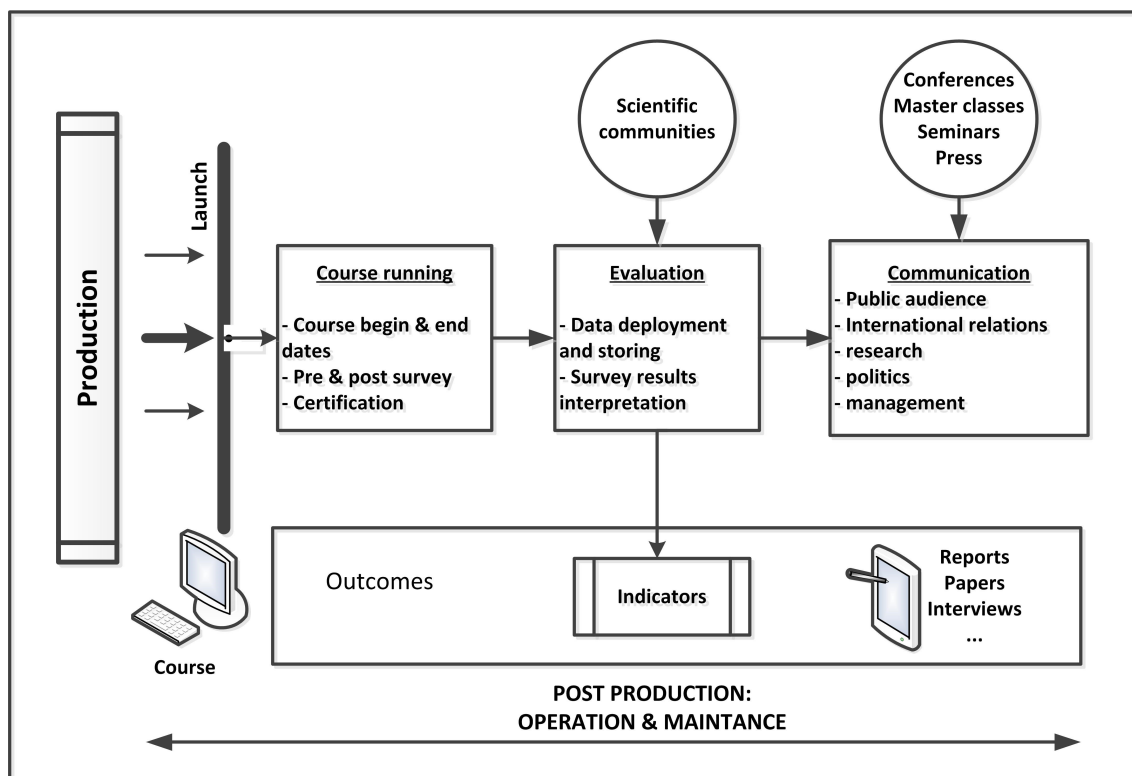 Production
Launch
Course
Scientific
communities
Conferences
Master classes
Seminars
Press
Course running
- Course begin & end
dates
- Pre & post survey
- Certification
Evaluation
- Data deployment
and storing
- Survey results
interpretation
Communication
- Public audience
- International relations
- research
- politics
- management
Outcomes
Indicators
Reports
Papers
Interviews
...
POST PRODUCTION:
OPERATION & MAINTANCE